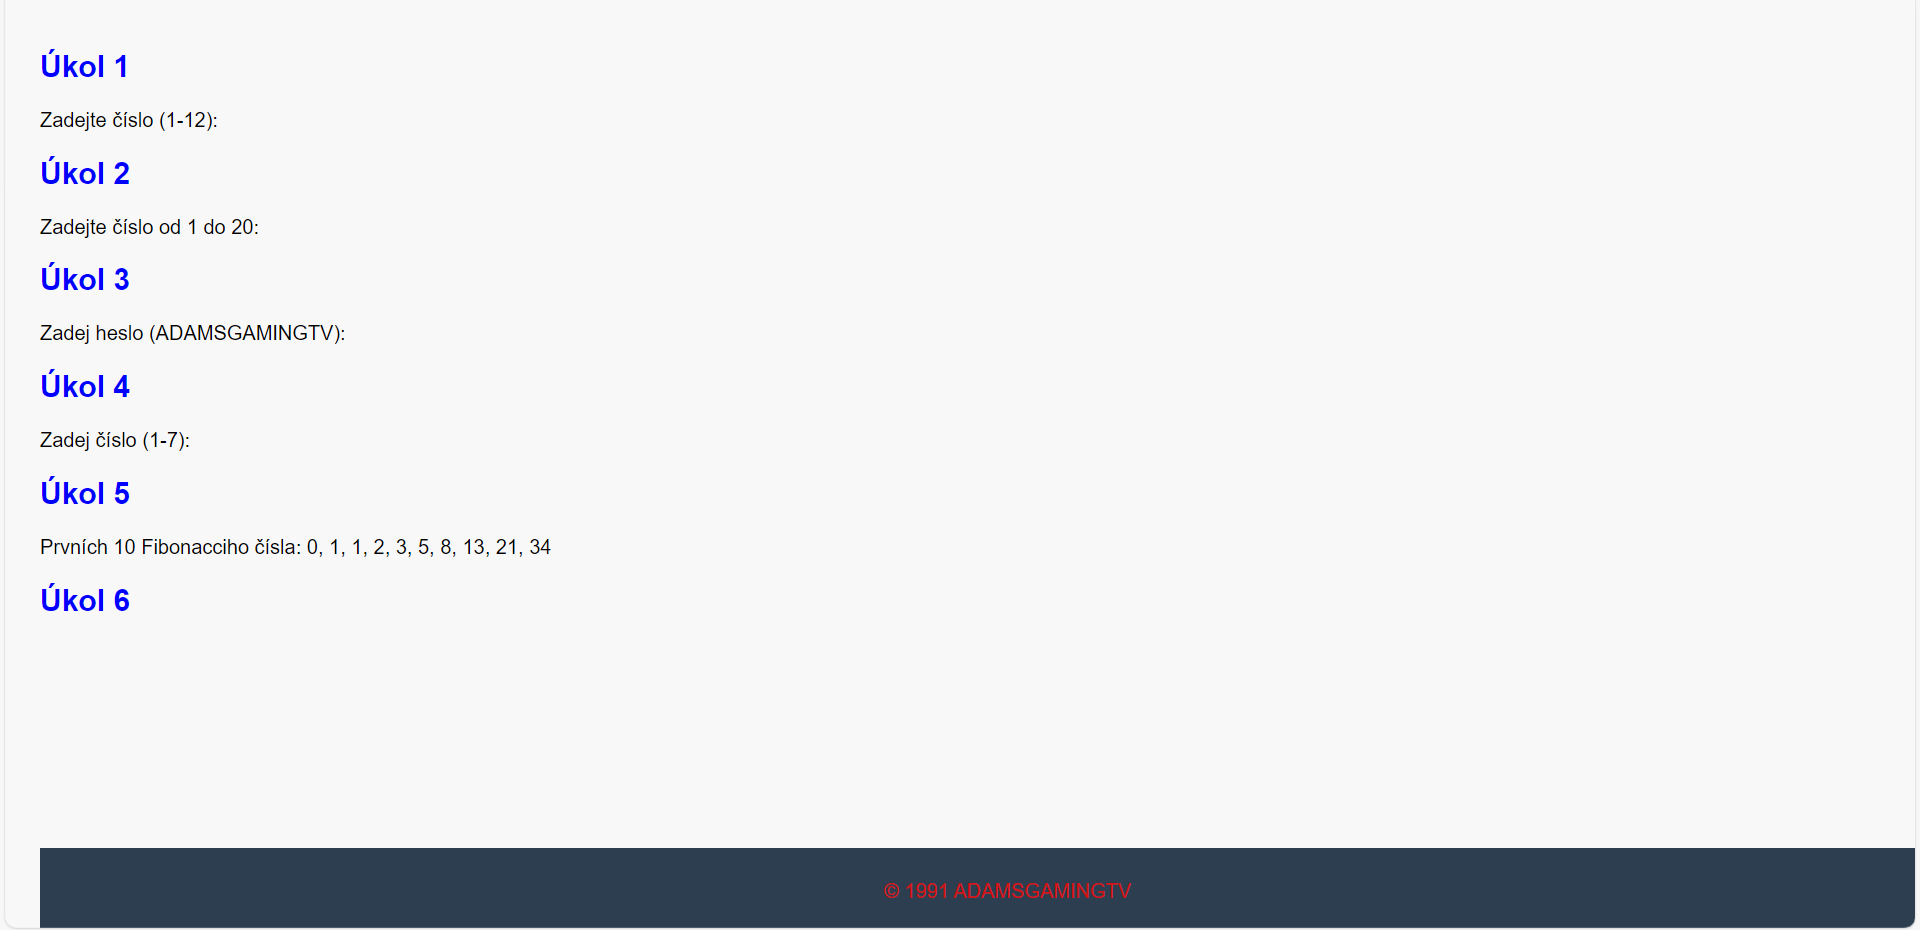 Úkol 1
Zadejte číslo (1-12):
Úkol 2
Zadejte číslo od 1 do 20:
Úkol 3
Zadej heslo (ADAMSGAMINGTV):
Úkol 4
Zadej číslo (1-7):
Úkol 5
Prvních 10 Fibonacciho čísla: 0, 1, 1, 2, 3, 5, 8, 13, 21, 34
Úkol 6
© 1991 ADAMSGAMINGTV